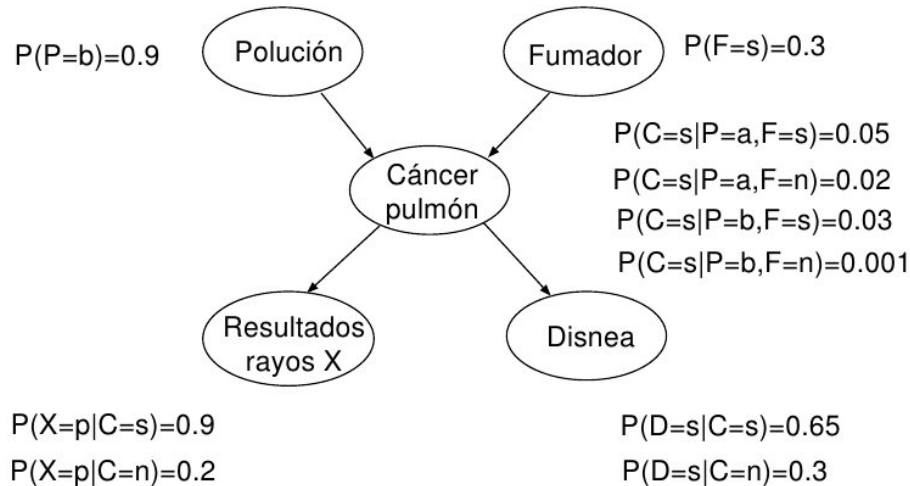 P(P=b)=0.9
Polución
Fumador
P(F=s)=0.3
Cáncer
pulmón
P(C=s|P=a,F=s)=0.05
P(C=s|P=a,F=n)=0.02
P(C=s|P=b,F=s)=0.03
P(C=s|P=b,F=n)=0.001
Resultados
rayos X
Disnea
P(X=p|C=s)=0.9
P(X=p|C=n)=0.2
P(D=s|C=s)=0.65
P(D=s|C=n)=0.3